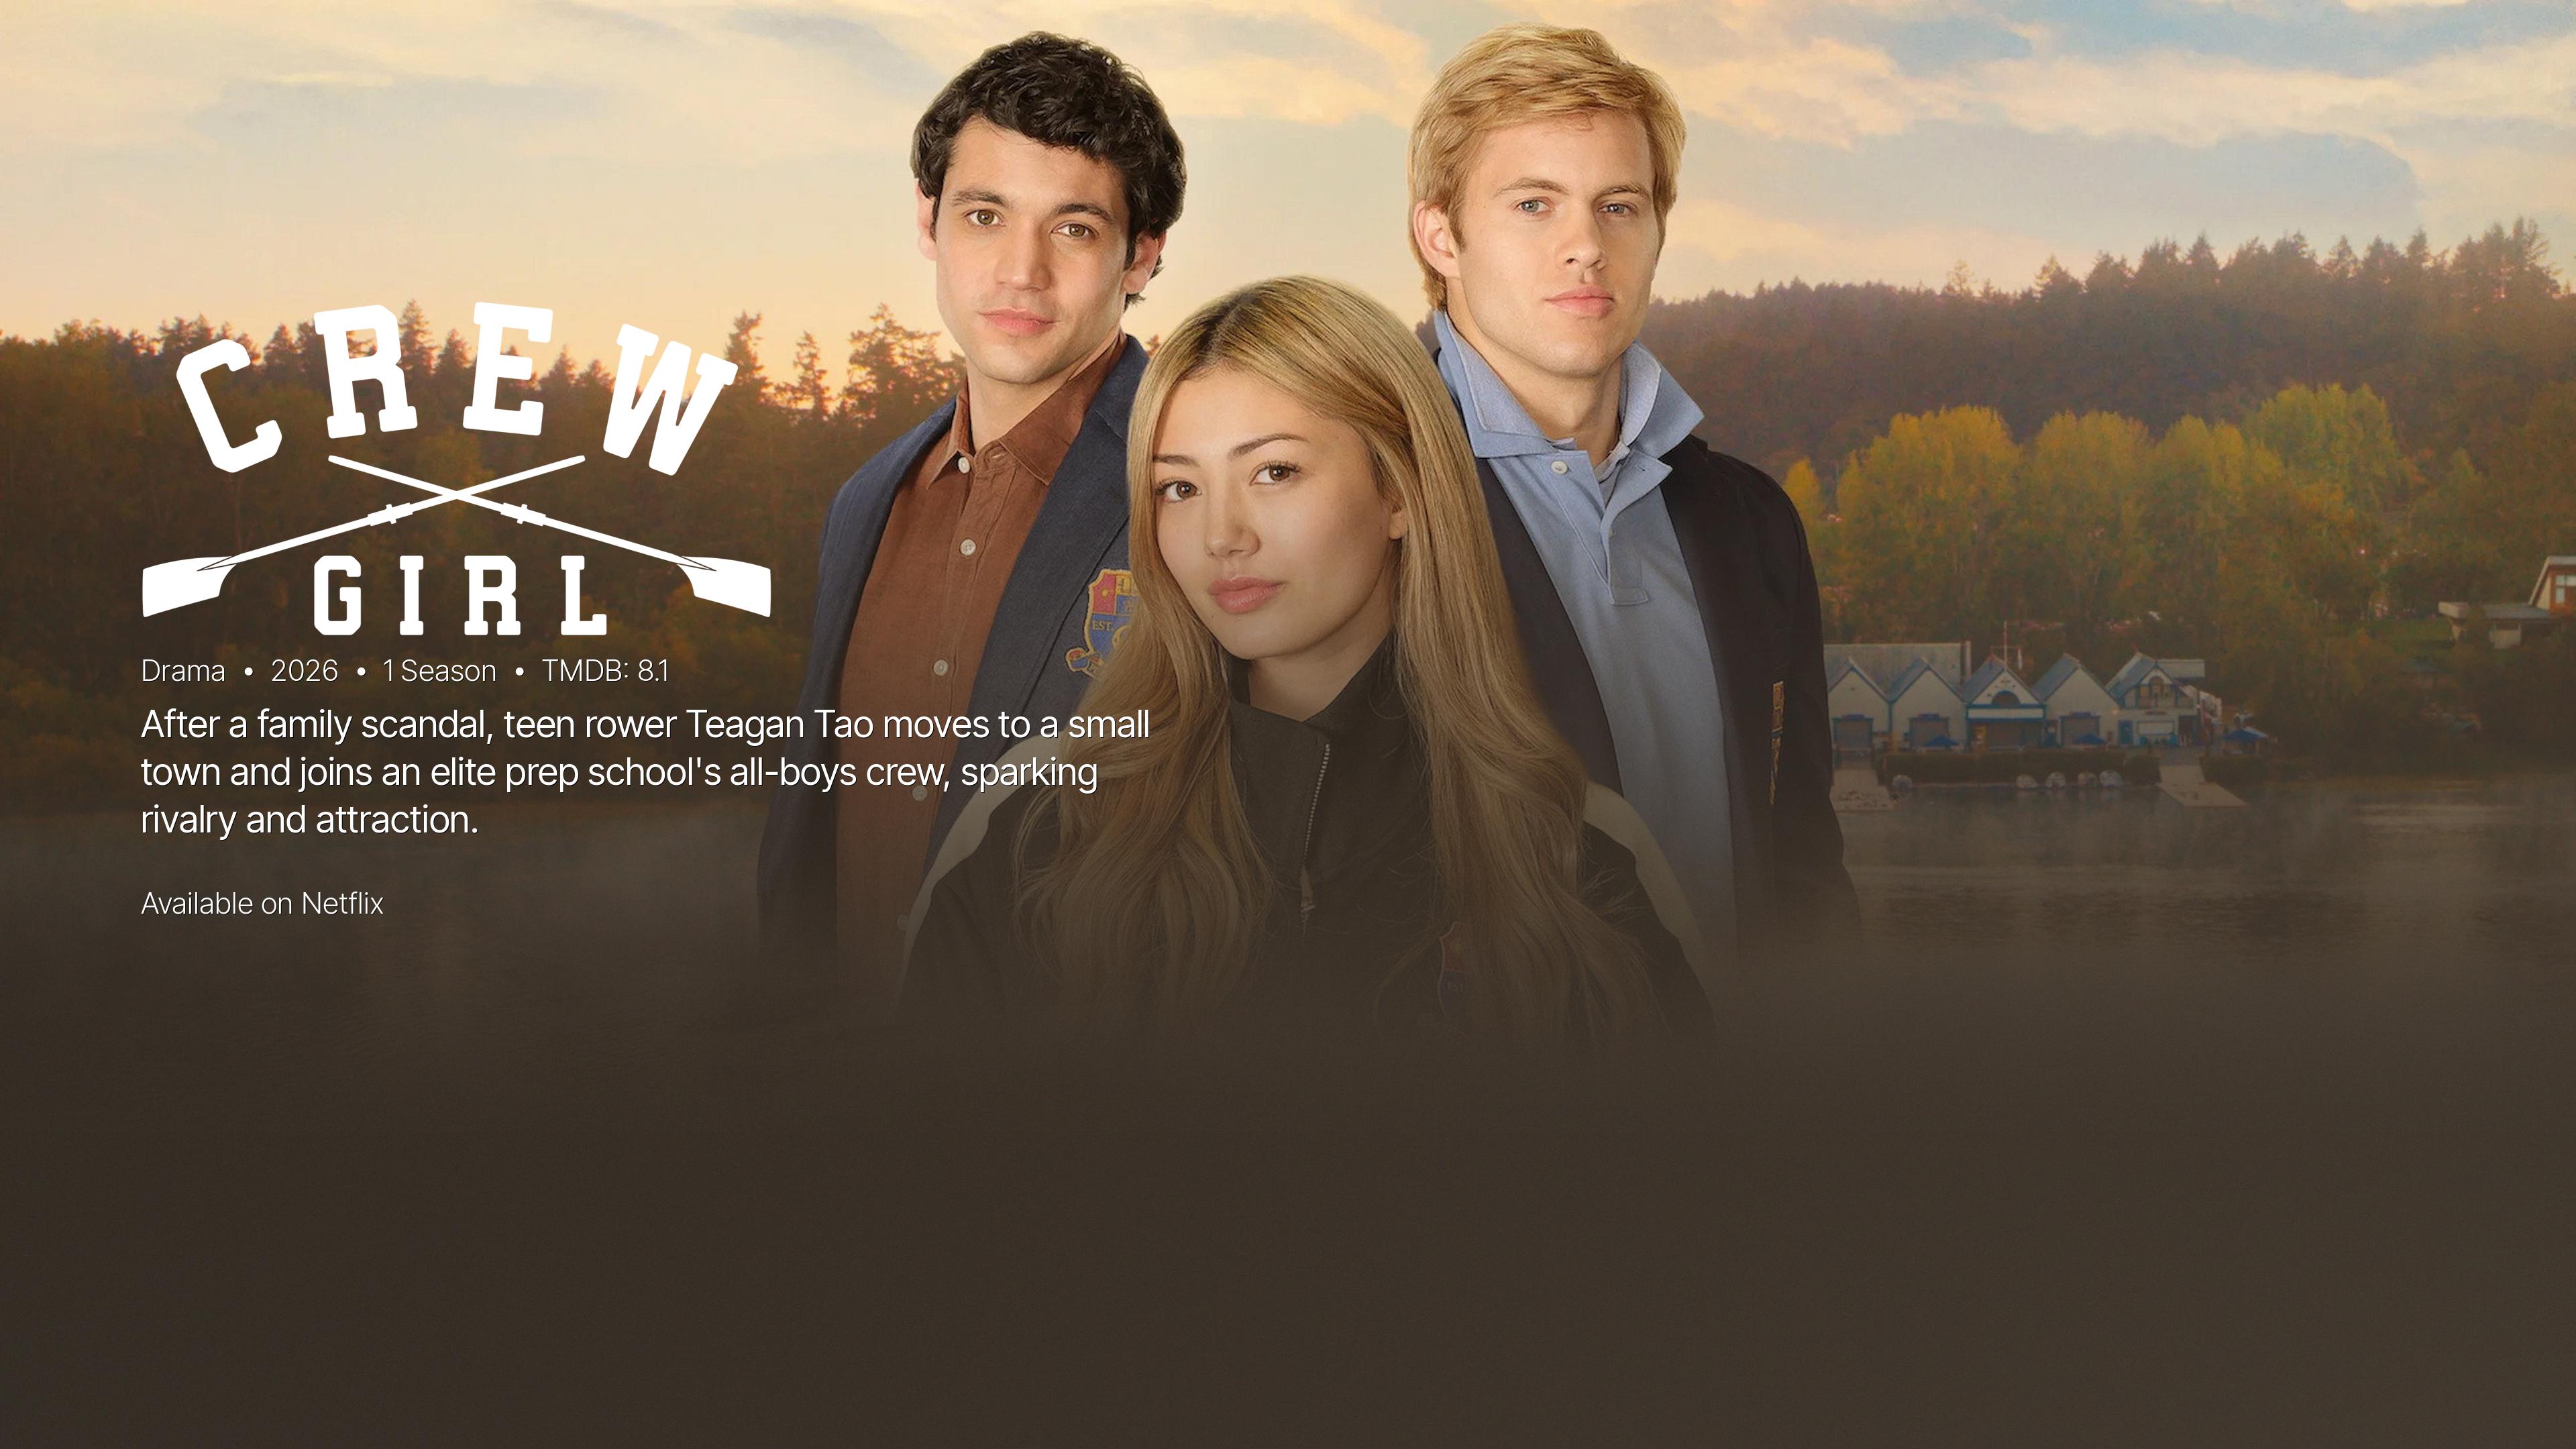 CREW
GIRL
Drama • 2026 • 1 Season • TMDB: 8.1
After a family scandal, teen rower Teagan Tao moves to a small
town and joins an elite prep school's all-boys crew, sparking
rivalry and attraction.
Available on Netflix
EST.